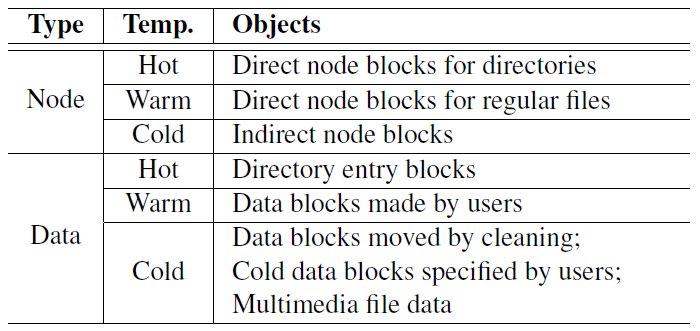 Type Temp. Objects
Hot Direct node blocks for directories
Node Warm Direct node blocks for regular files
Cold Indirect node blocks
Hot Directory entry blocks
Warm Data blocks made by users
Data Data blocks moved by cleaning;
Cold Cold data blocks specified by users;
Multimedia file data